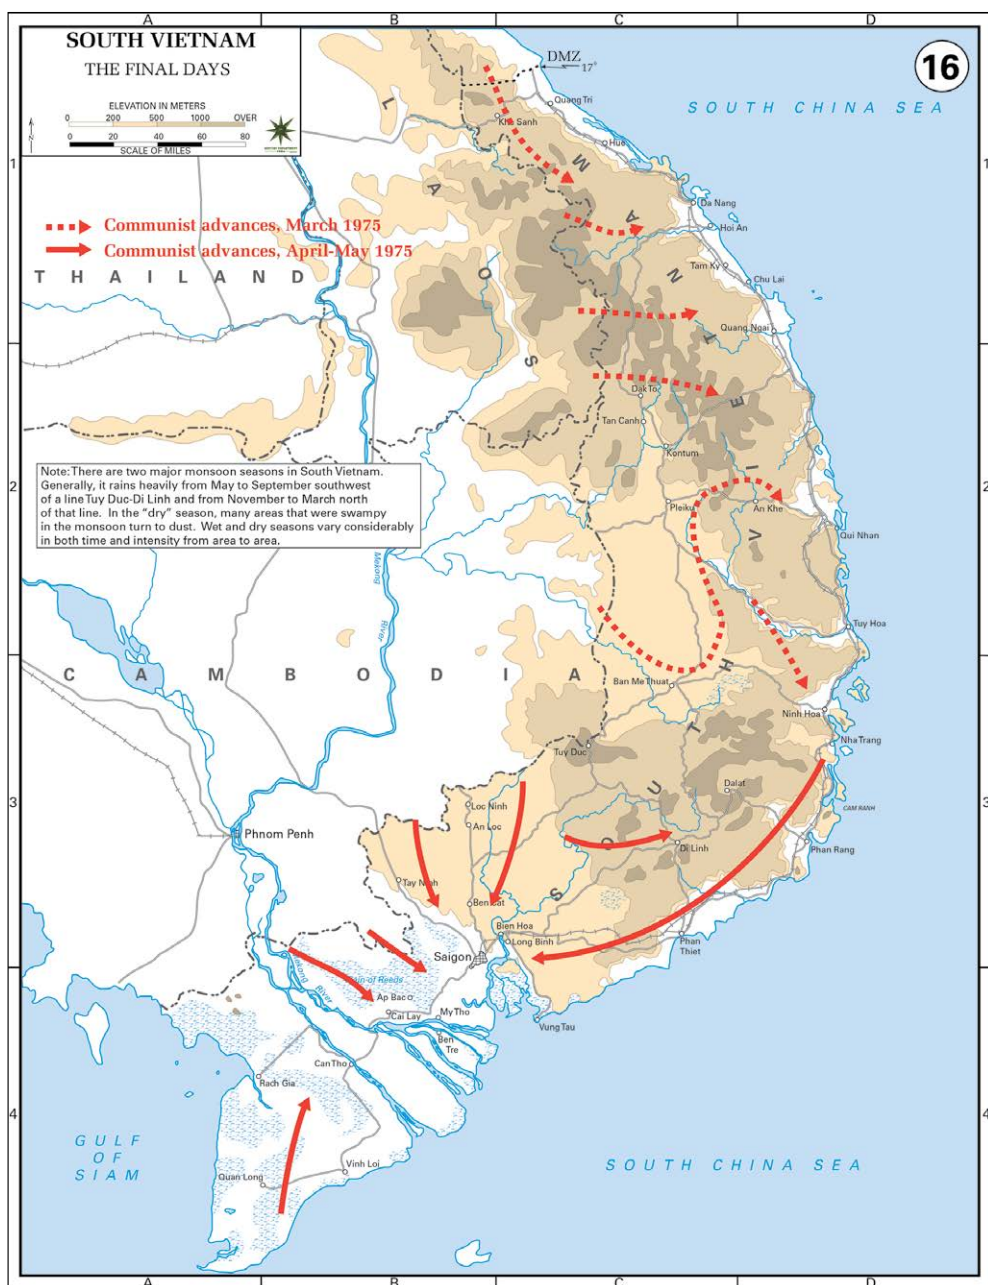 A B C D
SOUTH VIETNAM
THE FINAL DAYS
ELEVATION IN METERS
0 200 500 1000 OVER
0 20 40 60 80
SCALE OF MILES
N
16
DMZ
17°
SOUTH CHINA SEA
Quang Tri
Khe Sanh
Hue
1 1
LAOS
Da Nang
Hoi An
Communist advances, March 1975
Communist advances, April-May 1975
THAILAND
Tam Ky
Chu Lai
Quang Ngai
Dak To
Tan Canh
Kontum
Note: There are two major monsoon seasons in South Vietnam.
Generally, it rains heavily from May to September southwest
of a line Tuy Duc-Di Linh and from November to March north
of that line. In the "dry" season, many areas that were swampy
in the monsoon turn to dust. Wet and dry seasons vary considerably
in both time and intensity from area to area.
2 2
Pleiku
An Khe
Qui Nhan
Mekong
River
Tuy Hoa
CAMBODIA
SOUTH VIETNAM
Ban Me Thuat
Ninh Hoa
Nha Trang
Tuy Duc
Dalat
3 3
Loc Ninh
An Loc
CAM RANH
Phnom Penh
Di Linh
Phan Rang
Tay Ninh
Ben Cat
Bien Hoa
Long Binh
Phan
Thiet
Saigon
Mekong
River
Plain of Reeds
Ap Bac
Cai Lay
My Tho
Vung Tau
Ben
Tre
Can Tho
Rach Gia
4 4
GULF
OF
SIAM
Vinh Loi
Quan Long
SOUTH CHINA SEA
A B C D